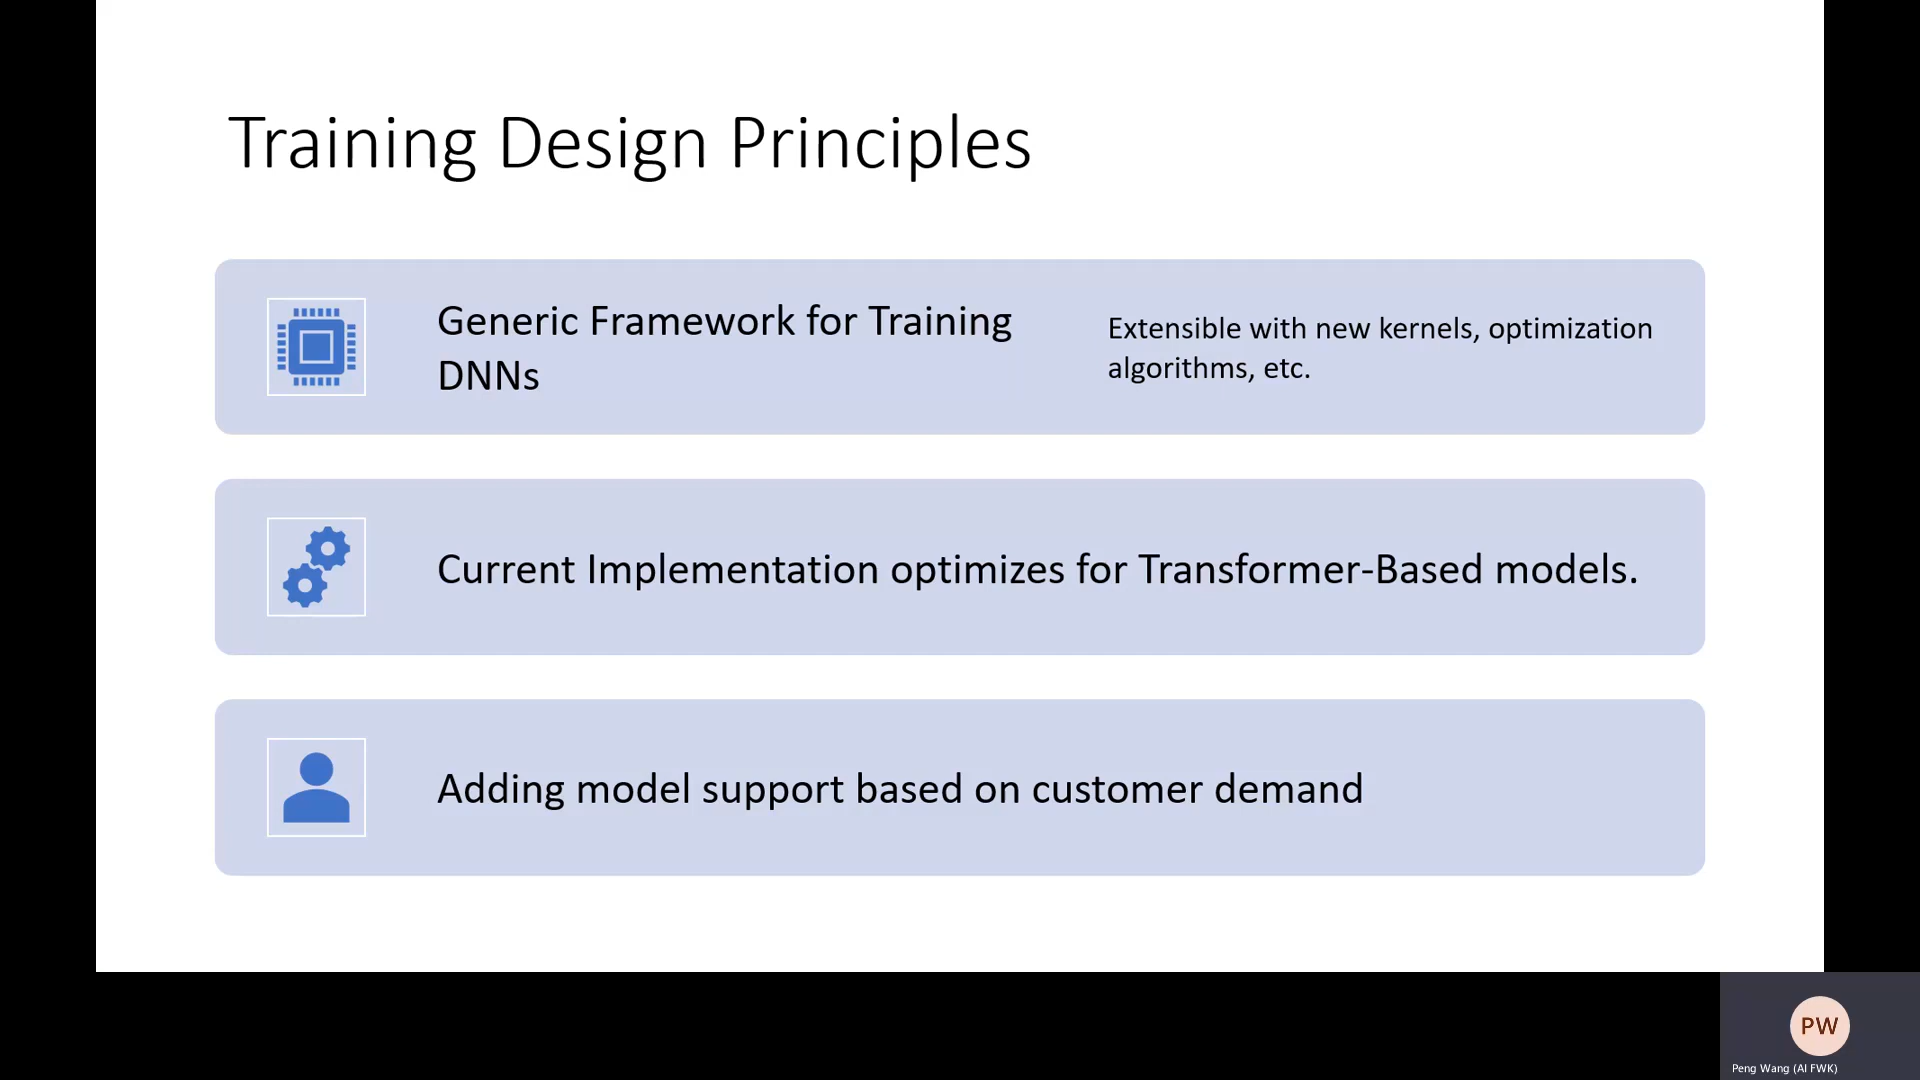 Training Design Principles
Generic Framework for Training
DNNs
Extensible with new kernels, optimization
algorithms, etc.
Current Implementation optimizes for Transformer-Based models.
Adding model support based on customer demand
PW
Peng Wang (AI FWK)